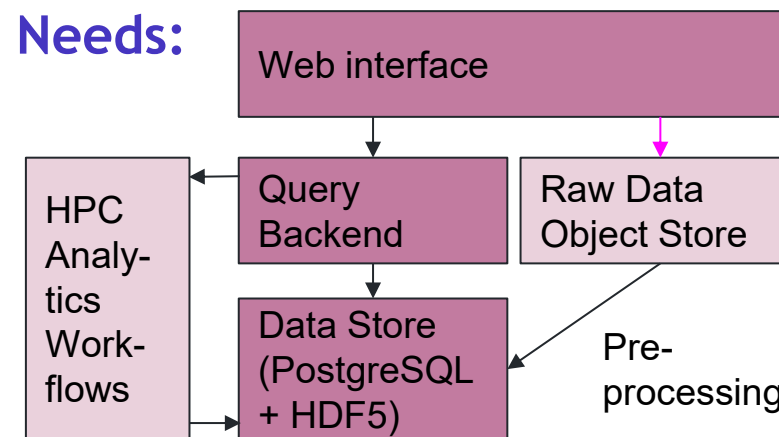 Needs:
Web interface
HPC
Analy-
tics
Work-
flows
Query
Backend
Raw Data
Object Store
Data Store
(PostgreSQL
+ HDF5)
Pre-
processing